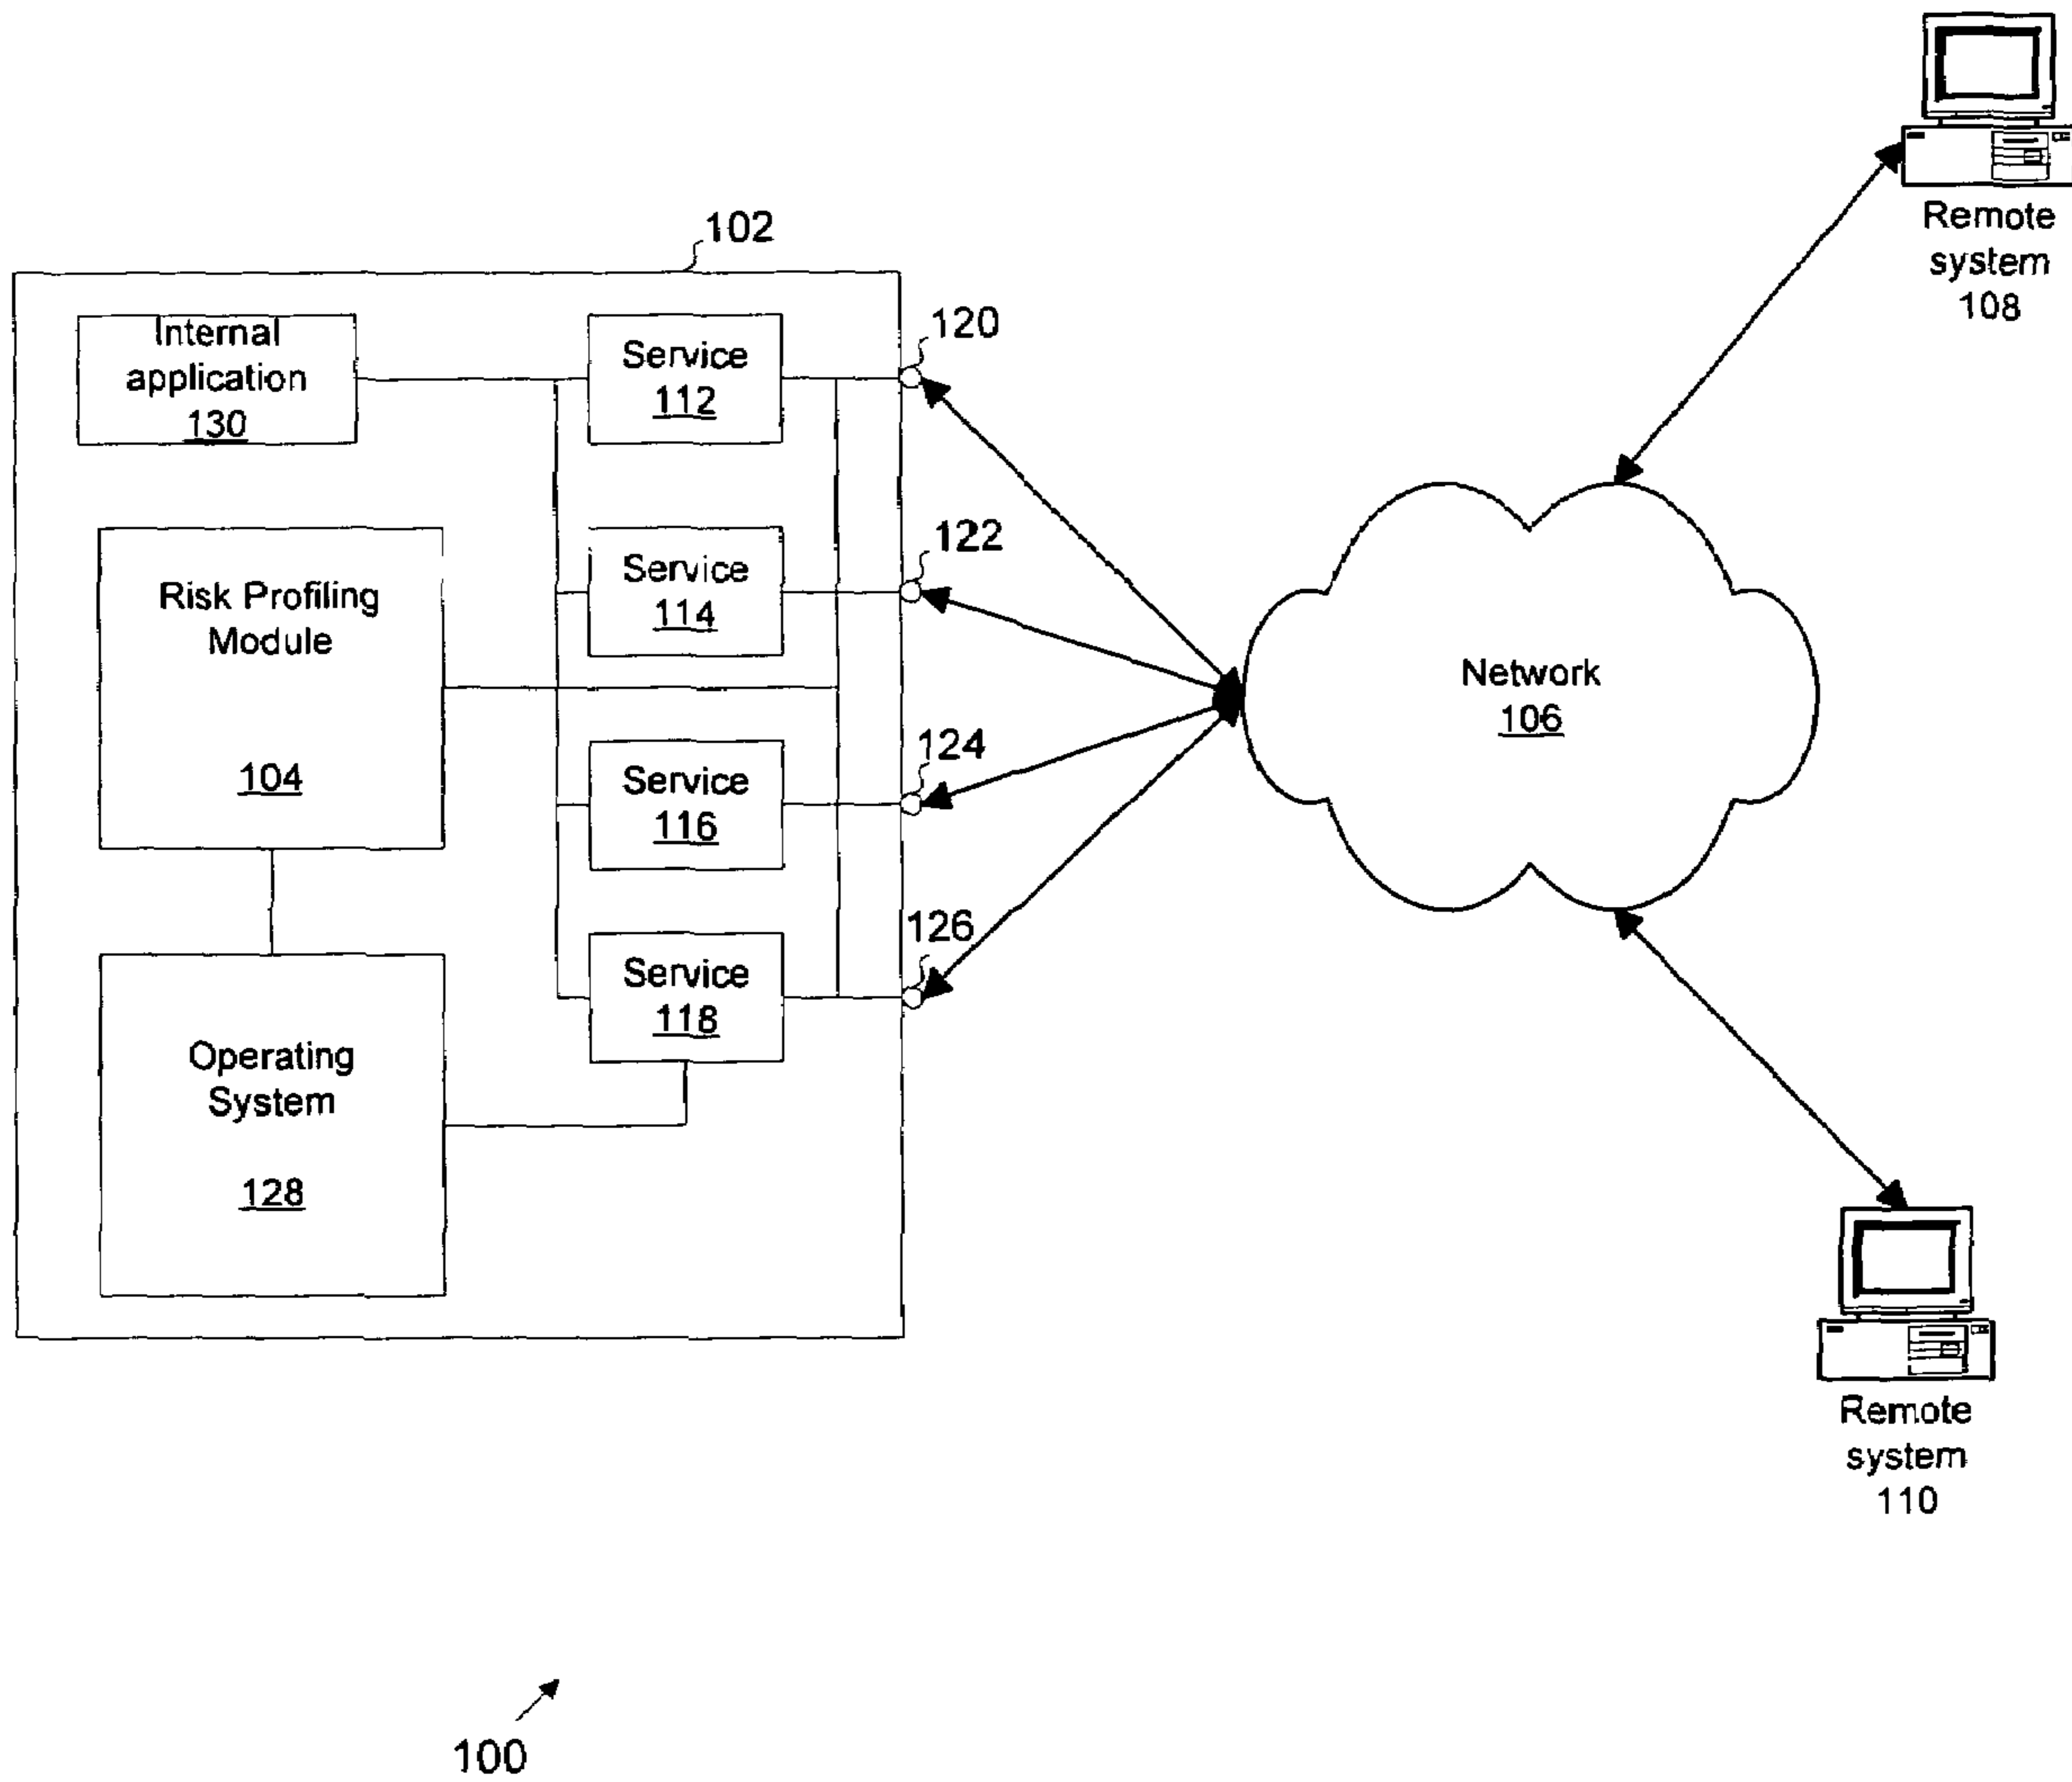 Remote
system
108
102
Internal
application
130
Service
112
120
Risk Profiling
Module
104
Service
114
122
Network
106
Service
116
124
Service
118
126
Operating
System
128
Remote
system
110
100